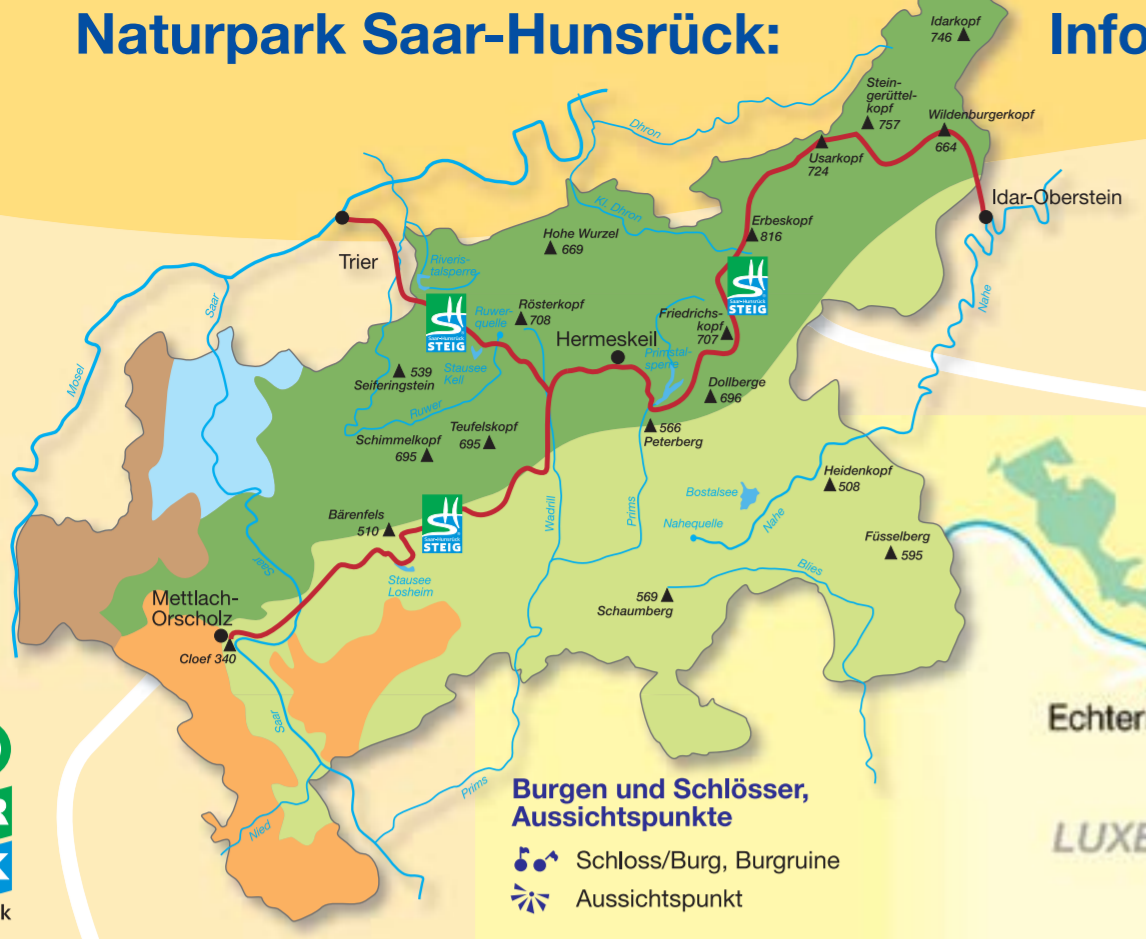 Naturpark Saar-Hunsrück:
Info
Idarkopf
746
Stein-
gerüttel-
kopf
757
Wildenburgerkopf
664
Usarkopf
724
Dhron
Idar-Oberstein
Kl. Dhron
Erbeskopf
816
Hohe Wurzel
669
Trier
Riveris-
talsperre
Saar-Hunsrück
STEIG
Saar-Hunsrück
STEIG
Ruwer-
quelle
Rösterkopf
708
Hermeskeil
Friedrichs-
kopf
707
Primstal-
sperre
Nahe
Saar
Mosel
Stausee
Kell
539
Seiferingstein
Ruwer
Dollberge
696
Teufelskopf
695
Schimmelkopf
695
566
Peterberg
Heidenkopf
508
Bostalsee
Nahequelle
Nahe
Wadrill
Prims
Bärenfels
510
Saar-Hunsrück
STEIG
Füsselberg
595
Saar
Stausee
Losheim
Blies
569
Schaumberg
Mettlach-
Orscholz
Cloef 340
Saar
Prims
Nied
Echter
LUXE
Burgen und Schlösser,
Aussichtspunkte
Schloss/Burg, Burgruine
Aussichtspunkt
k